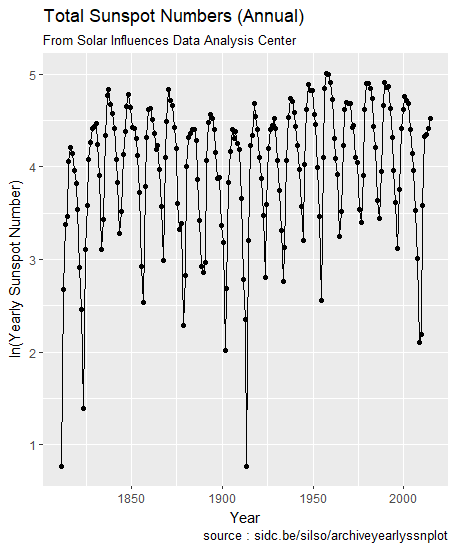 Total Sunspot Numbers (Annual)
From Solar Influences Data Analysis Center
ln(Yearly Sunspot Number)
5
4
3
2
1
1850 1900 1950 2000
Year
source : sidc.be/silso/archiveyearlyssnplot